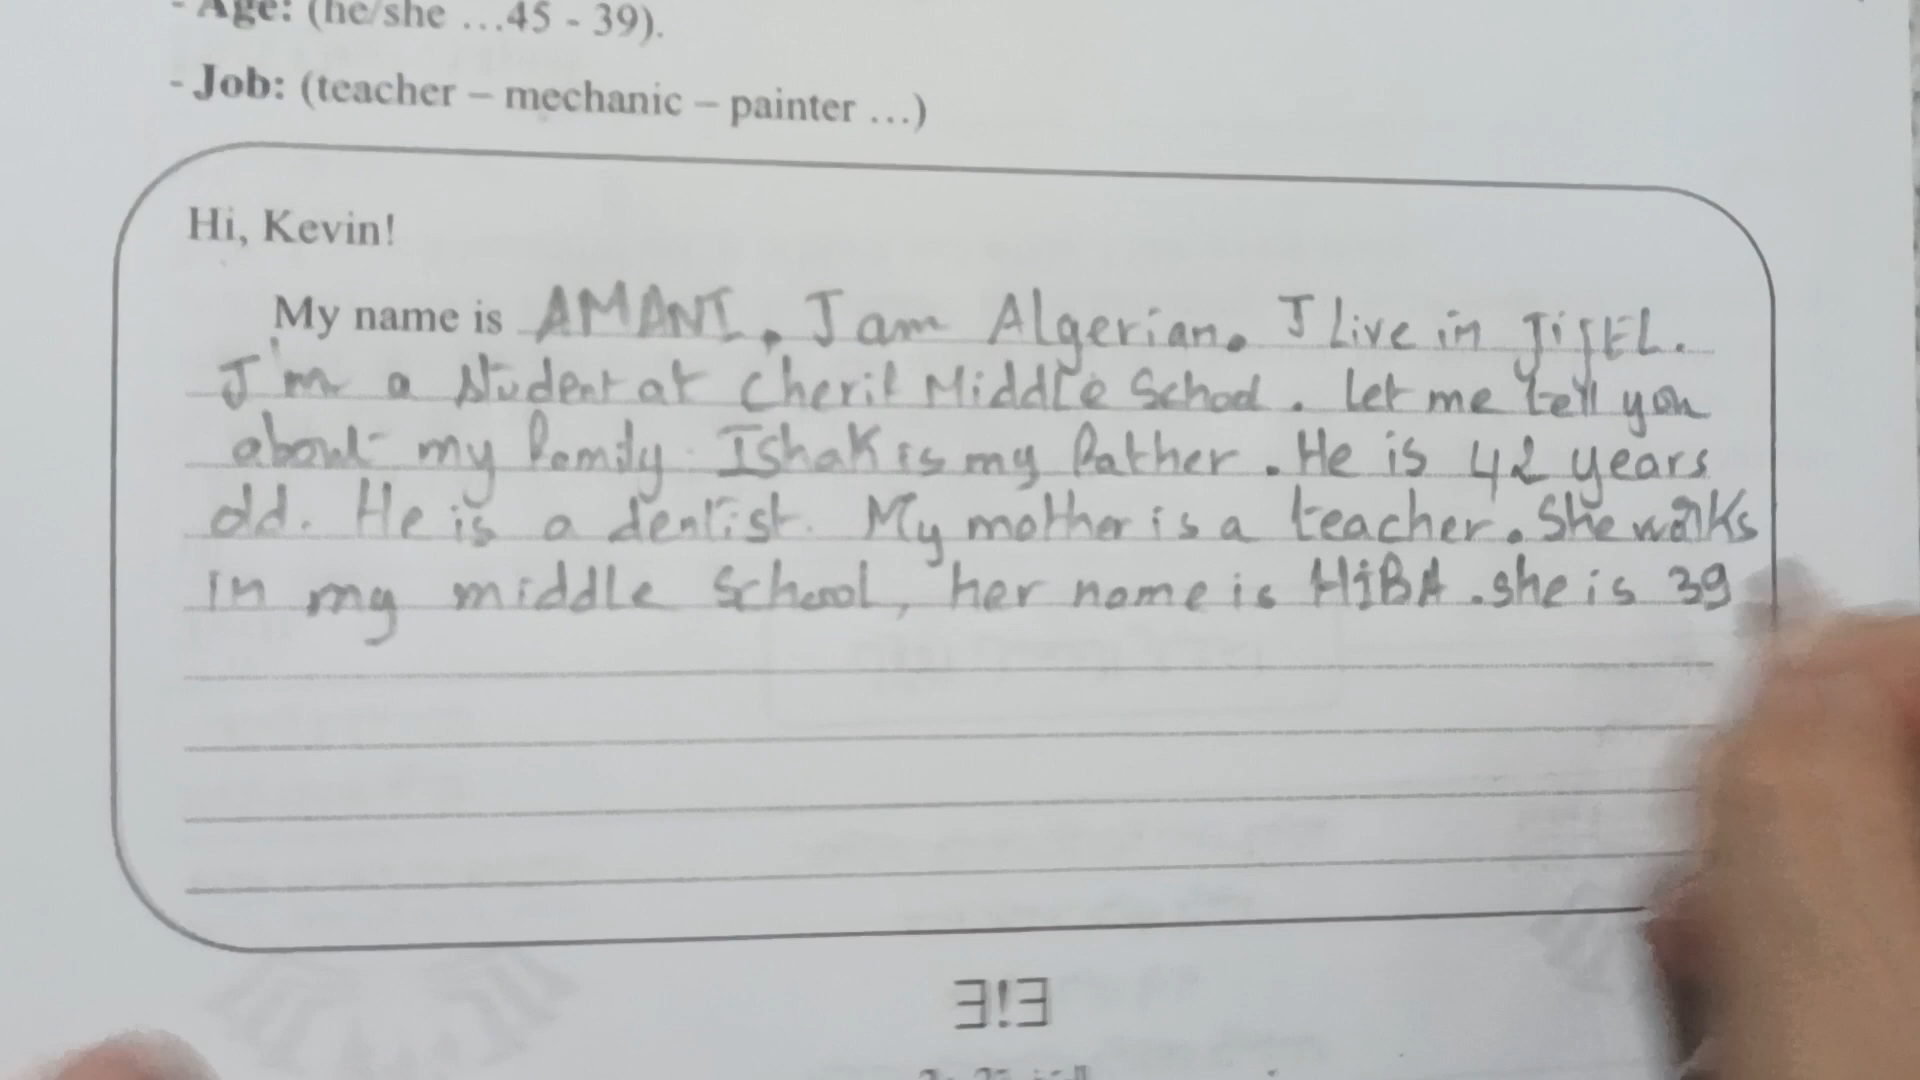 - Age: (he/she ...45 - 39).
- Job: (teacher – mechanic – painter ...)
Hi, Kevin!
My name is AMANI. I am Algerian. I Live in JiJEL.
I'm a student at Cherif Middle School. Let me tell you
about my family. Ishak is my father. He is 42 years
old. He is a dentist. My mother is a teacher. She works
in my middle School, her name is HiBA. she is 39